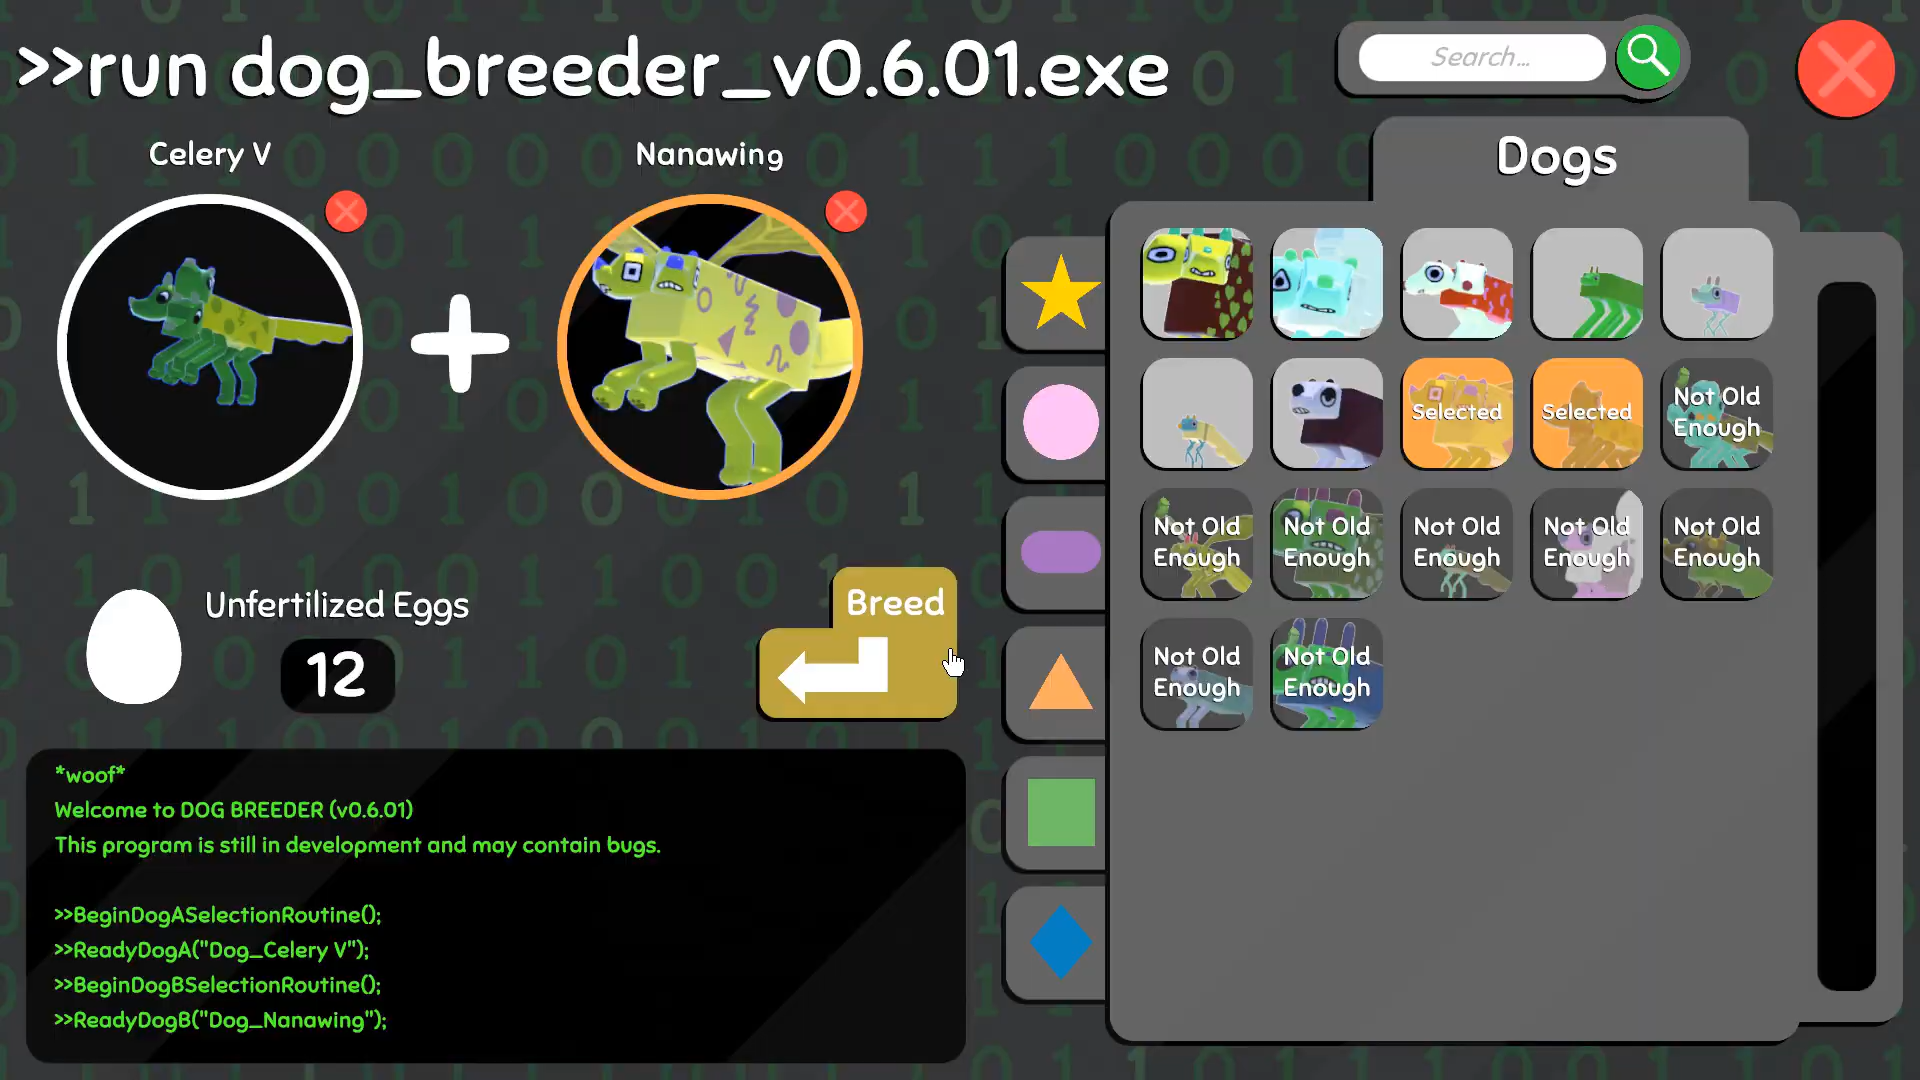 >>run dog_breeder_v0.6.01.exe
Search...
Celery V
Nanawing
Dogs
Selected
Selected
Not Old
Enough
Not Old
Enough
Not Old
Enough
Not Old
Enough
Not Old
Enough
Not Old
Enough
Not Old
Enough
Not Old
Enough
Unfertilized Eggs
12
Breed
*woof*
Welcome to DOG BREEDER (v0.6.01)
This program is still in development and may contain bugs.
>>BeginDogASelectionRoutine();
>>ReadyDogA("Dog_Celery V");
>>BeginDogBSelectionRoutine();
>>ReadyDogB("Dog_Nanawing");